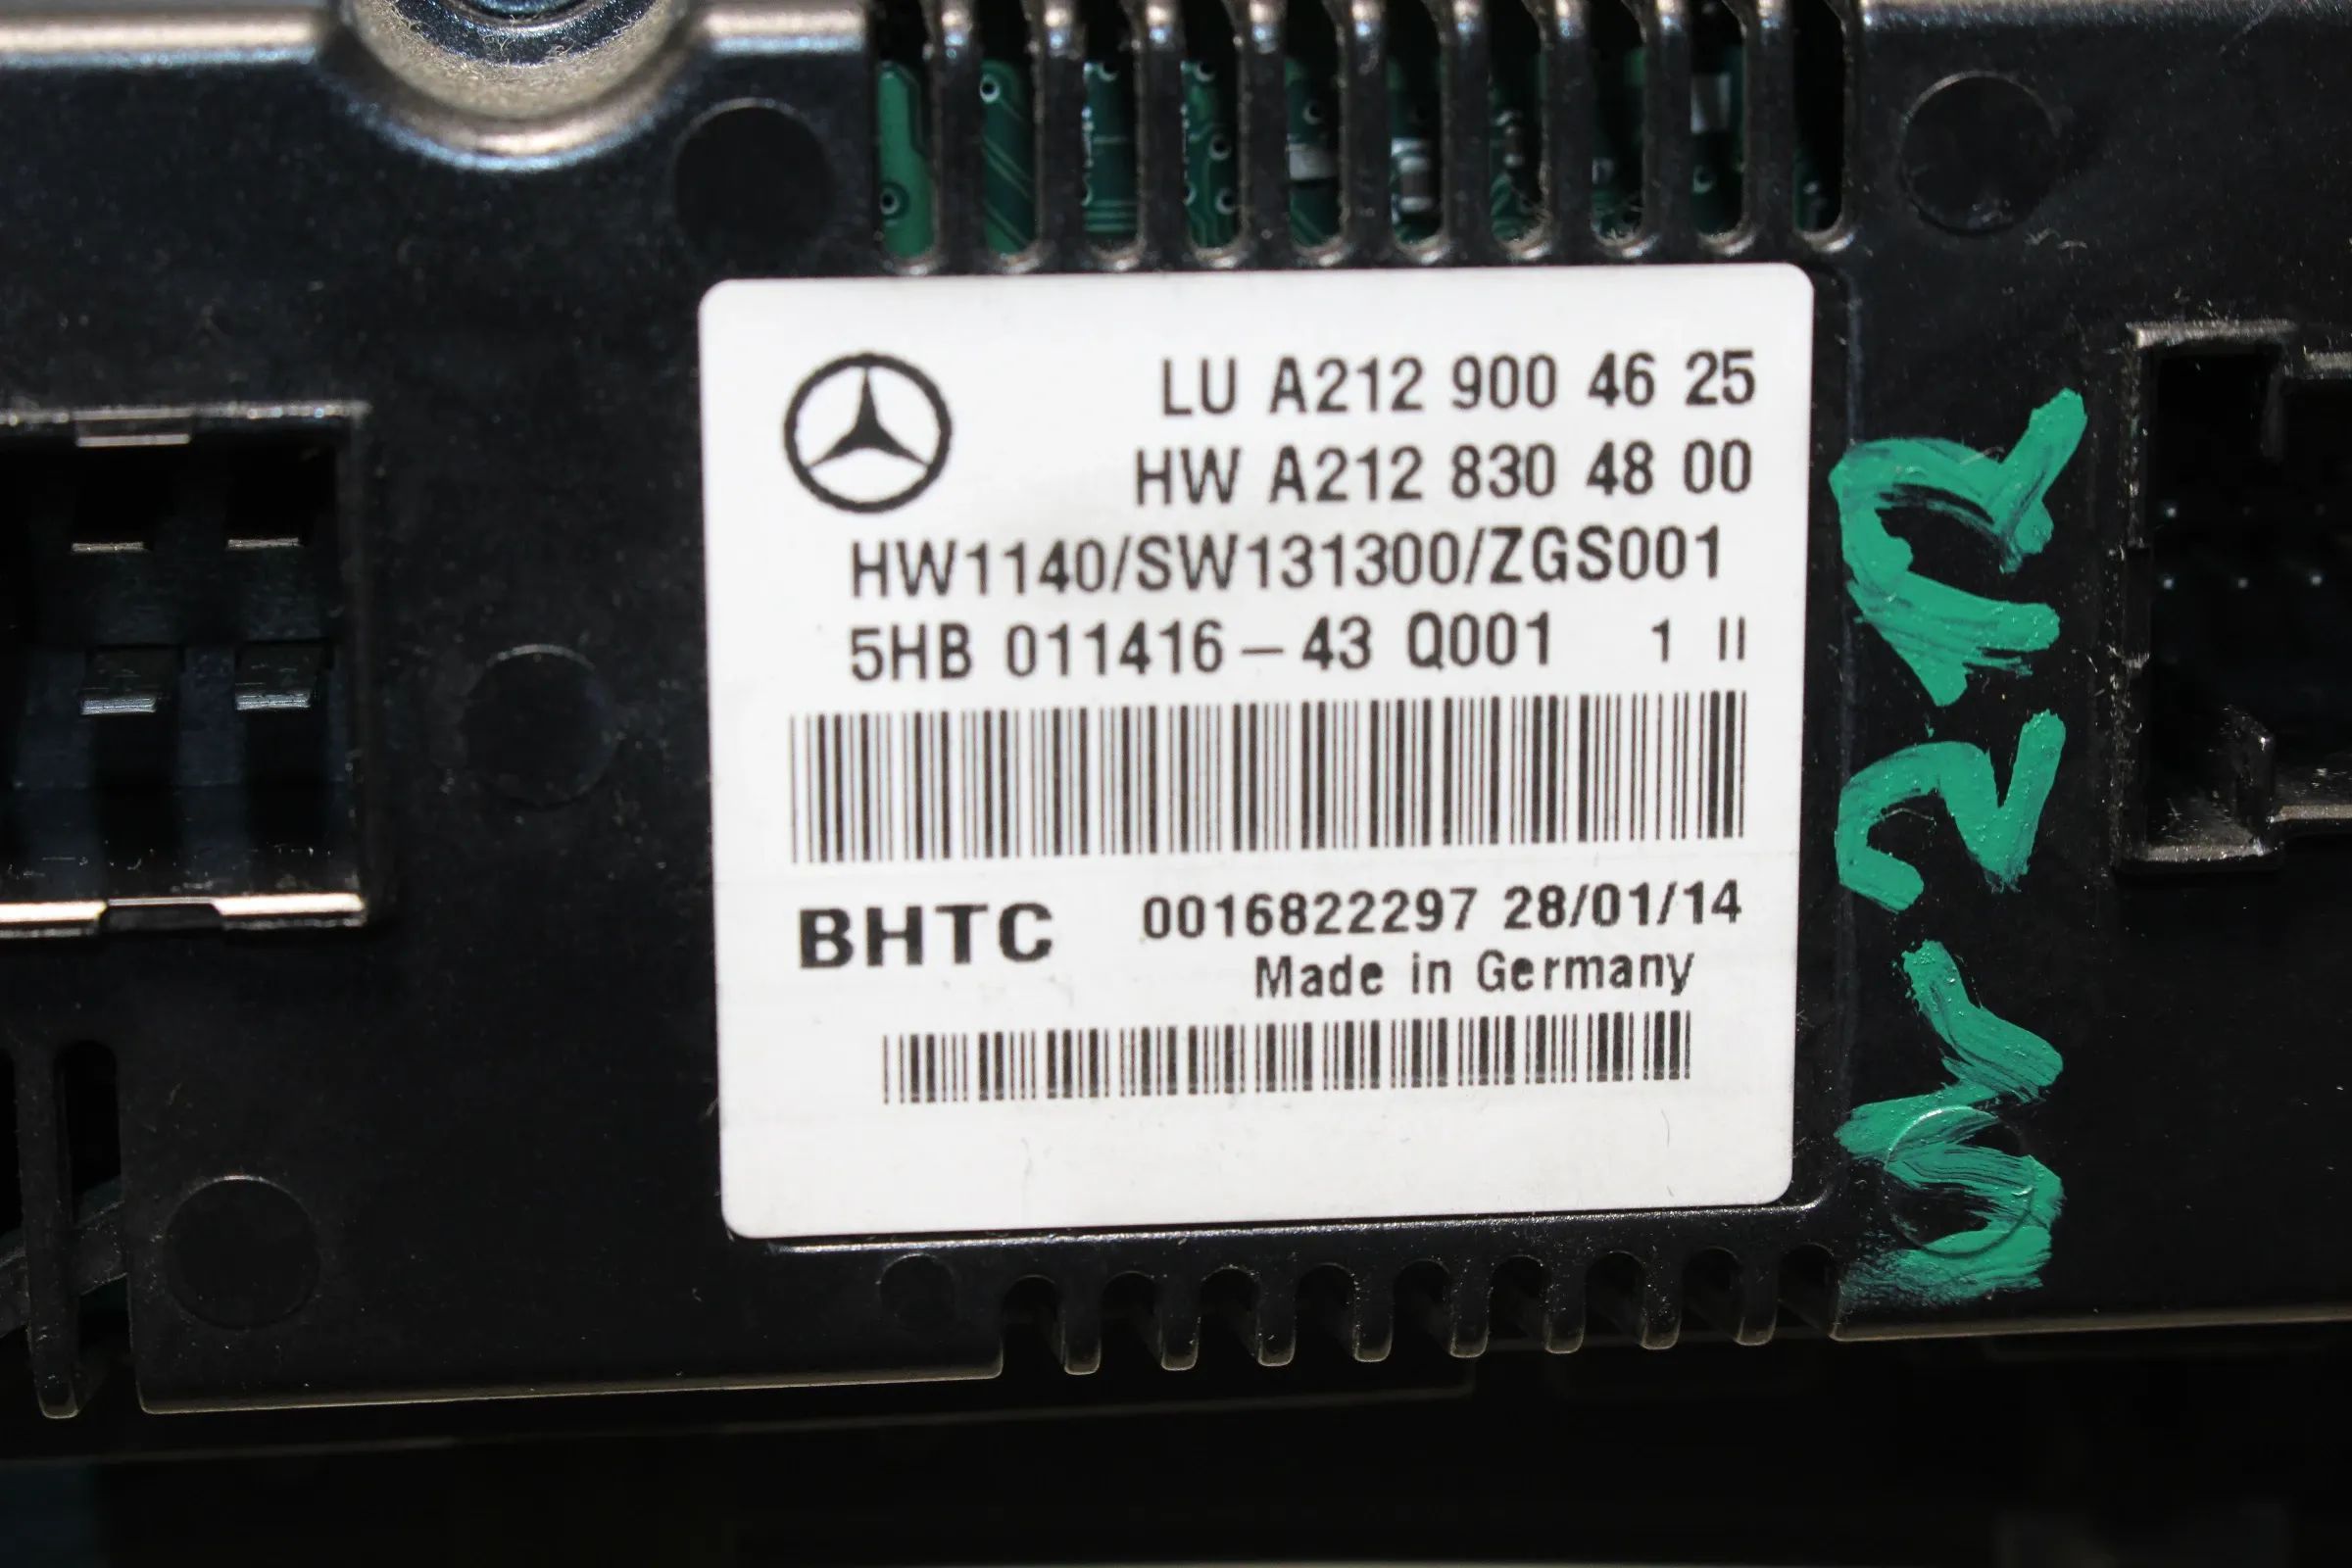 LU A212 900 46 25
HW A212 830 48 00
HW1140/SW131300/ZGS001
5HB 011416-43 Q001 1 II
BHTC 0016822297 28/01/14
Made in Germany